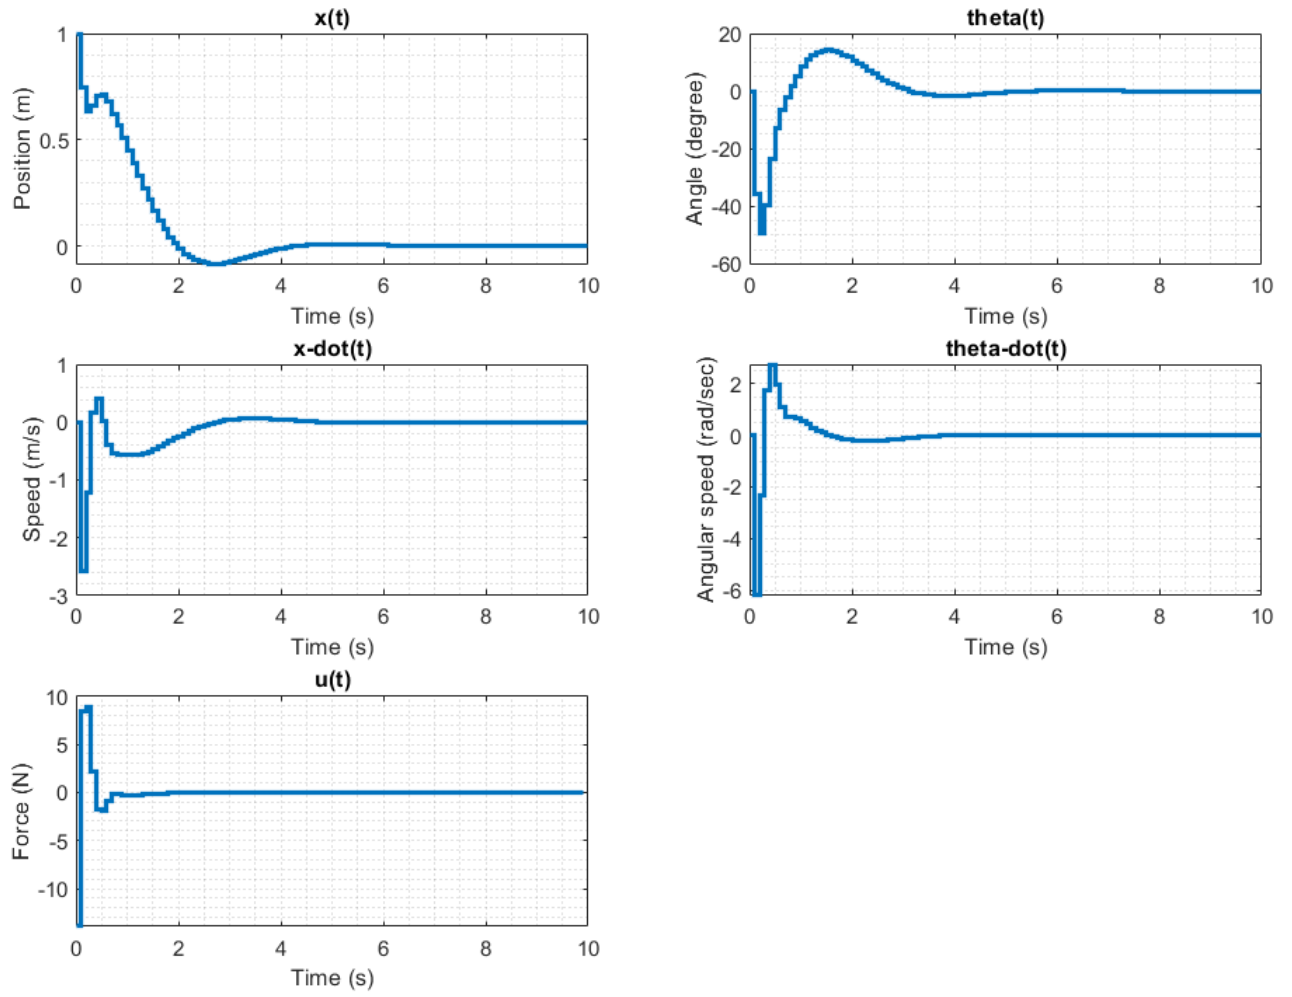 x(t)
1
0.5
0
Position (m)
0 2 4 6 8 10
Time (s)
theta(t)
20
0
-20
-40
-60
Angle (degree)
0 2 4 6 8 10
Time (s)
x-dot(t)
1
0
-1
-2
-3
Speed (m/s)
0 2 4 6 8 10
Time (s)
theta-dot(t)
2
0
-2
-4
-6
Angular speed (rad/sec)
0 2 4 6 8 10
Time (s)
u(t)
10
5
0
-5
-10
Force (N)
0 2 4 6 8 10
Time (s)